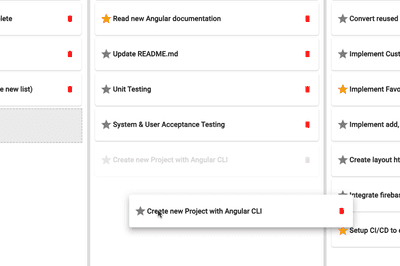 lete
e new list)
Read new Angular documentation
Update README.md
Unit Testing
System & User Acceptance Testing
Create new Project with Angular CLI
Create new Project with Angular CLI
Convert reused
Implement Cust
Implement Favo
Implement add,
Create layout ht
Integrate fireba
Setup CI/CD to